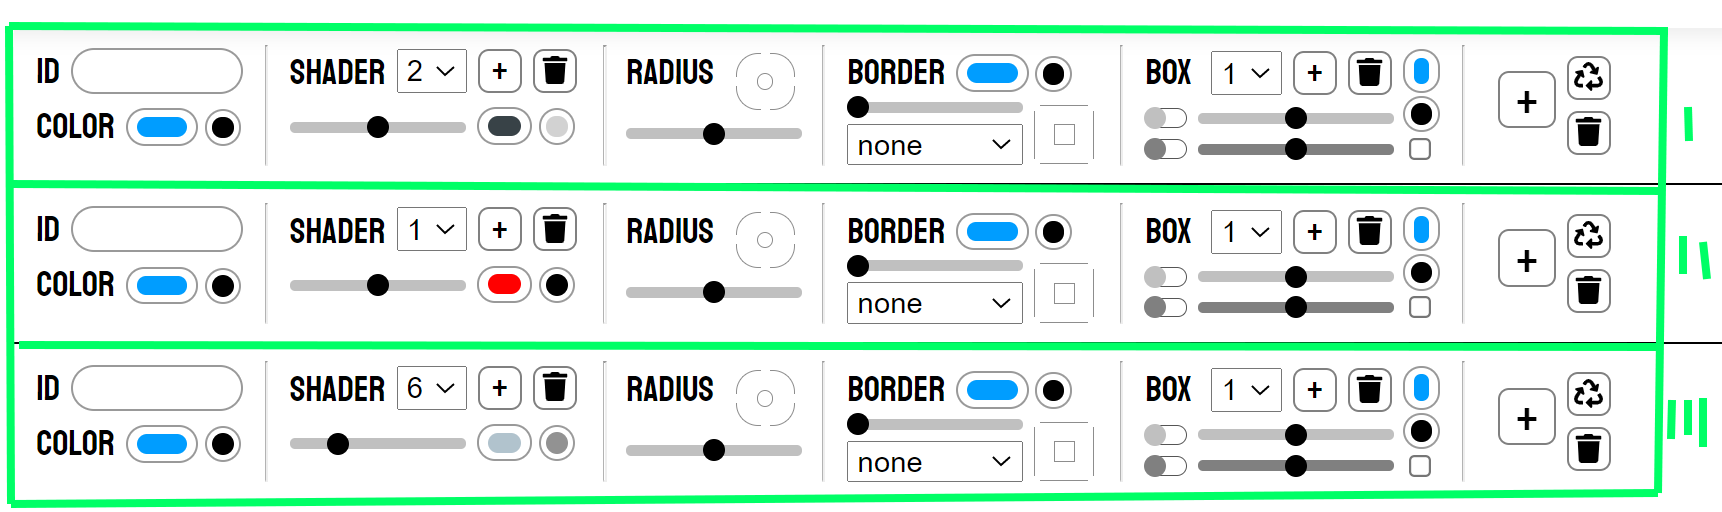 ID SHADER 2 + RADIUS BORDER BOX 1 +
COLOR none +
ID SHADER 1 + RADIUS BORDER BOX 1 +
COLOR none +
ID SHADER 6 + RADIUS BORDER BOX 1 +
COLOR none +